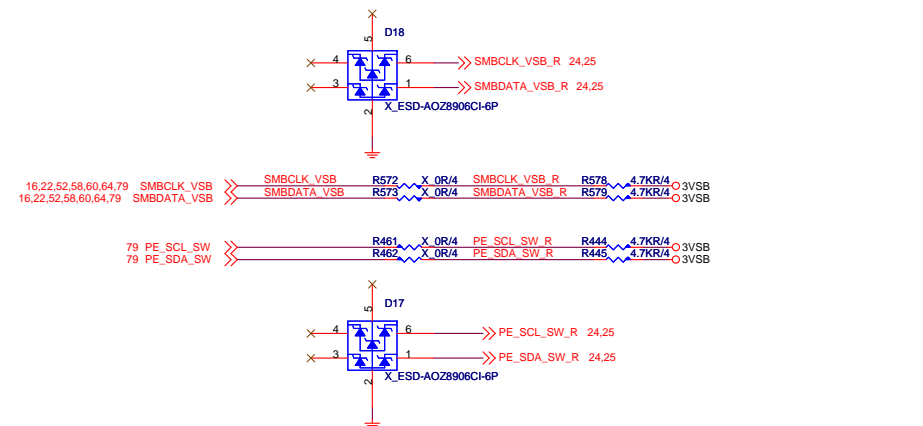 D18
5
4 6 SMBCLK_VSB_R 24,25
3 1 SMBDATA_VSB_R 24,25
X_ESD-AOZ8906CI-6P
2
16,22,52,58,60,64,79 SMBCLK_VSB SMBCLK_VSB R572 X_0R/4 SMBCLK_VSB_R R578 4.7KR/4 3VSB
16,22,52,58,60,64,79 SMBDATA_VSB SMBDATA_VSB R573 X_0R/4 SMBDATA_VSB_R R579 4.7KR/4 3VSB
79 PE_SCL_SW R461 X_0R/4 PE_SCL_SW_R R444 4.7KR/4 3VSB
79 PE_SDA_SW R462 X_0R/4 PE_SDA_SW_R R445 4.7KR/4 3VSB
D17
5
4 6 PE_SCL_SW_R 24,25
3 1 PE_SDA_SW_R 24,25
X_ESD-AOZ8906CI-6P
2